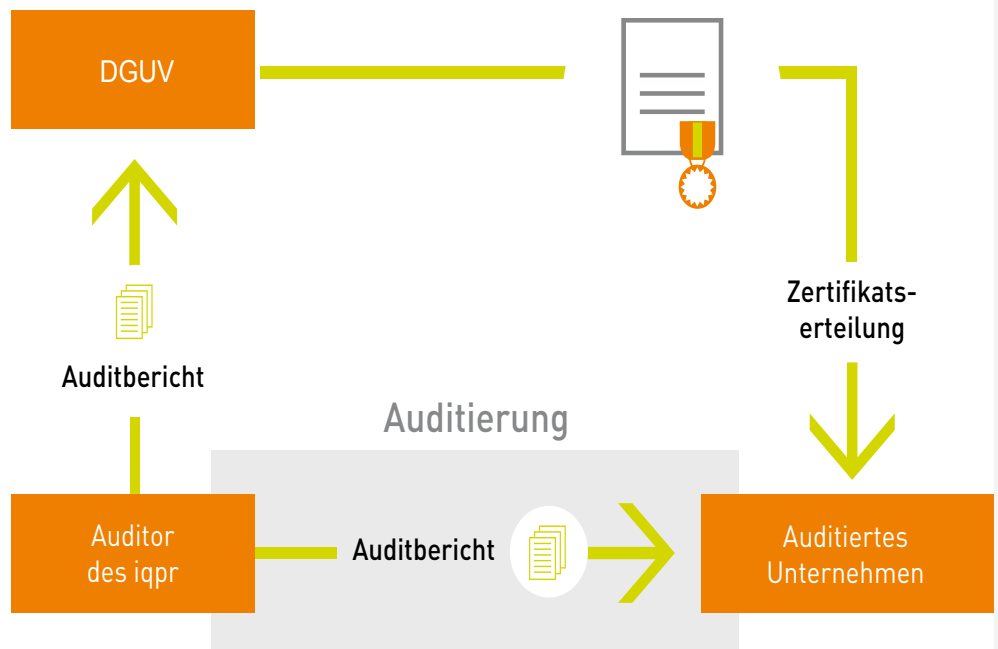 DGUV
Zertifikats-
erteilung
Auditbericht
Auditierung
Auditor
des iqpr
Auditbericht
Auditiertes
Unternehmen